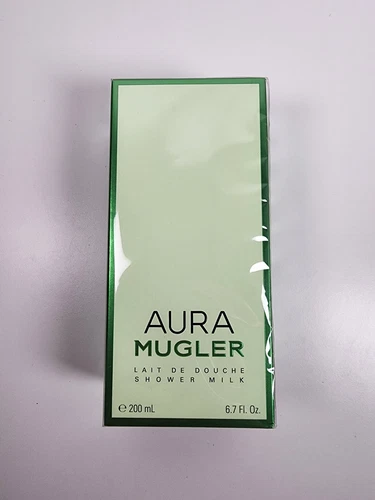 AURA
MUGLER
LAIT DE DOUCHE
SHOWER MILK
℮ 200 mL 6.7 Fl. Oz.